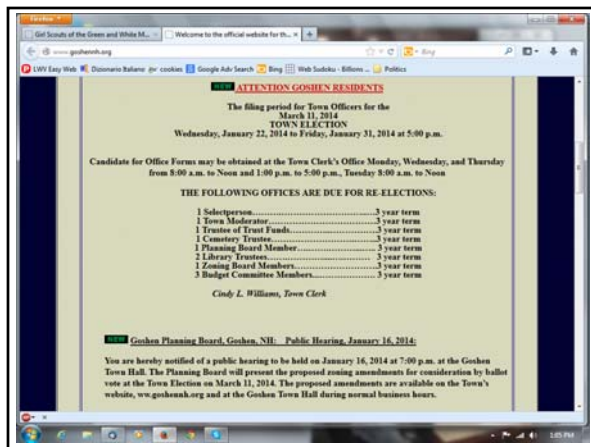 Firefox
Girl Scouts of the Green and White M...
Welcome to the official website for th...
www.goshennh.org
Bing
LWV Easy Web
Dizionario Italiano
cookies
Google Adv Search
Bing
Web Sudoku - Billions ...
Politics
NEW ATTENTION GOSHEN RESIDENTS
The filing period for Town Officers for the
March 11, 2014
TOWN ELECTION
Wednesday, January 22, 2014 to Friday, January 31, 2014 at 5:00 p.m.
Candidate for Office Forms may be obtained at the Town Clerk's Office Monday, Wednesday, and Thursday
from 8:00 a.m. to Noon and 1:00 p.m. to 5:00 p.m., Tuesday 8:00 a.m. to Noon
THE FOLLOWING OFFICES ARE DUE FOR RE-ELECTIONS:
1 Selectperson.......................................3 year term
1 Town Moderator...................................3 year term
1 Trustee of Trust Funds.............................3 year term
1 Cemetery Trustee..................................3 year term
1 Planning Board Member........................... 3 year term
2 Library Trustees.............................. 3 year term
1 Zoning Board Members............................3 year term
3 Budget Committee Members..................... 3 year term
Cindy L. Williams, Town Clerk
NEW Goshen Planning Board, Goshen, NH: Public Hearing, January 16, 2014:
You are hereby notified of a public hearing to be held on January 16, 2014 at 7:00 p.m. at the Goshen
Town Hall. The Planning Board will present the proposed zoning amendments for consideration by ballot
vote at the Town Election on March 11, 2014. The proposed amendments are available on the Town's
website, ww.goshennh.org and at the Goshen Town Hall during normal business hours.
1:05 PM